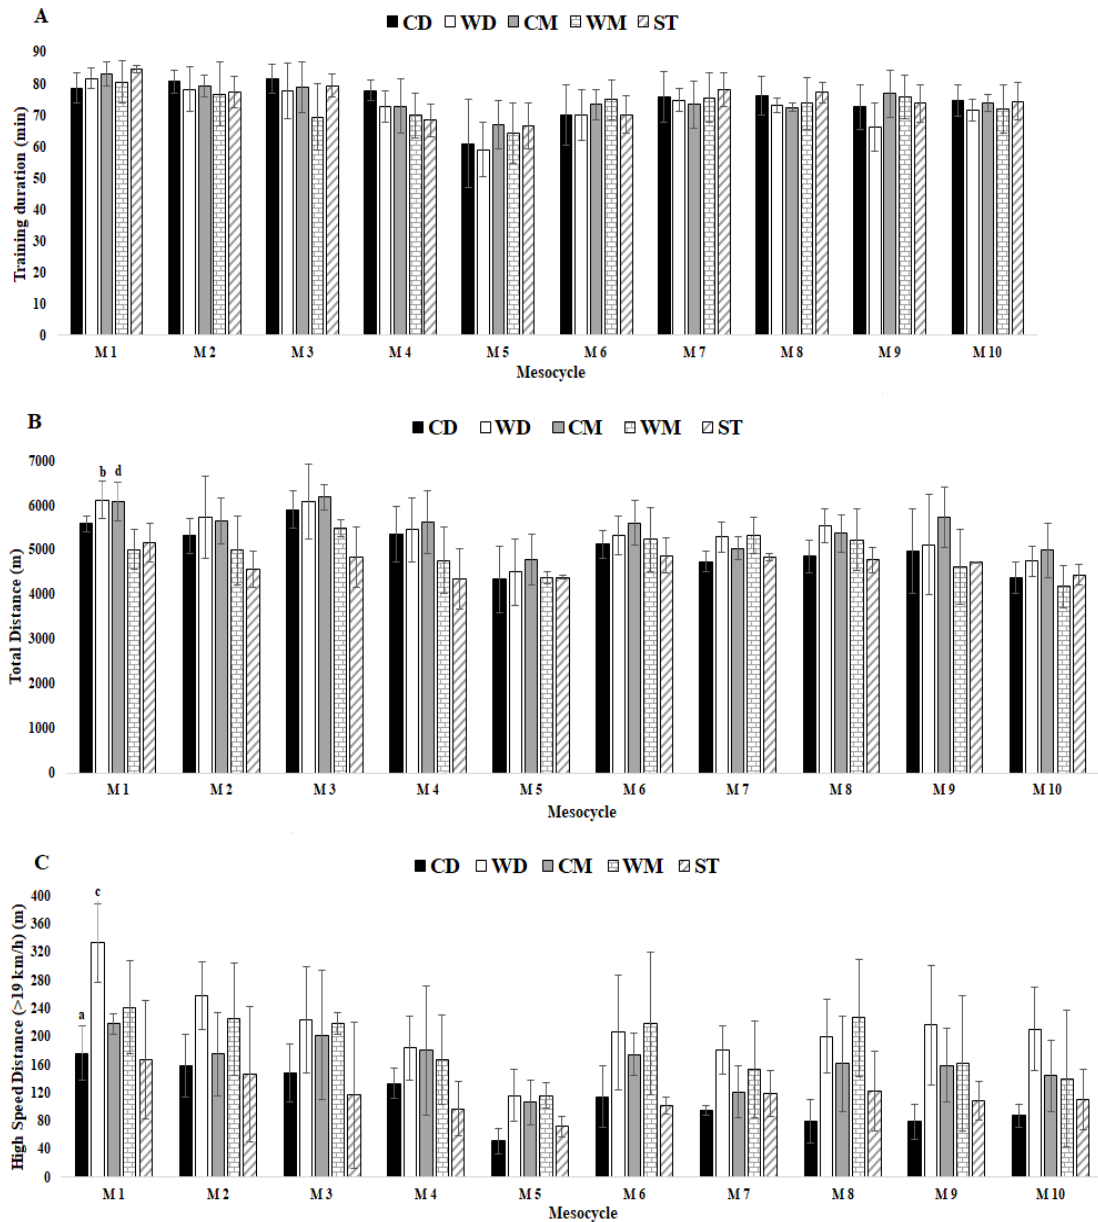 A
CD WD CM WM ST
Training duration (min)
90
80
70
60
50
40
30
20
10
0
M 1 M 2 M 3 M 4 M 5 M 6 M 7 M 8 M 9 M 10
Mesocycle
B
CD WD CM WM ST
Total Distance (m)
7000
6000
5000
4000
3000
2000
1000
0
b d
M 1 M 2 M 3 M 4 M 5 M 6 M 7 M 8 M 9 M 10
Mesocycle
C
CD WD CM WM ST
High Speed Distance (>19 km/h) (m)
400
360
320
280
240
200
160
120
80
40
0
c
a
M 1 M 2 M 3 M 4 M 5 M 6 M 7 M 8 M 9 M 10
Mesocycle